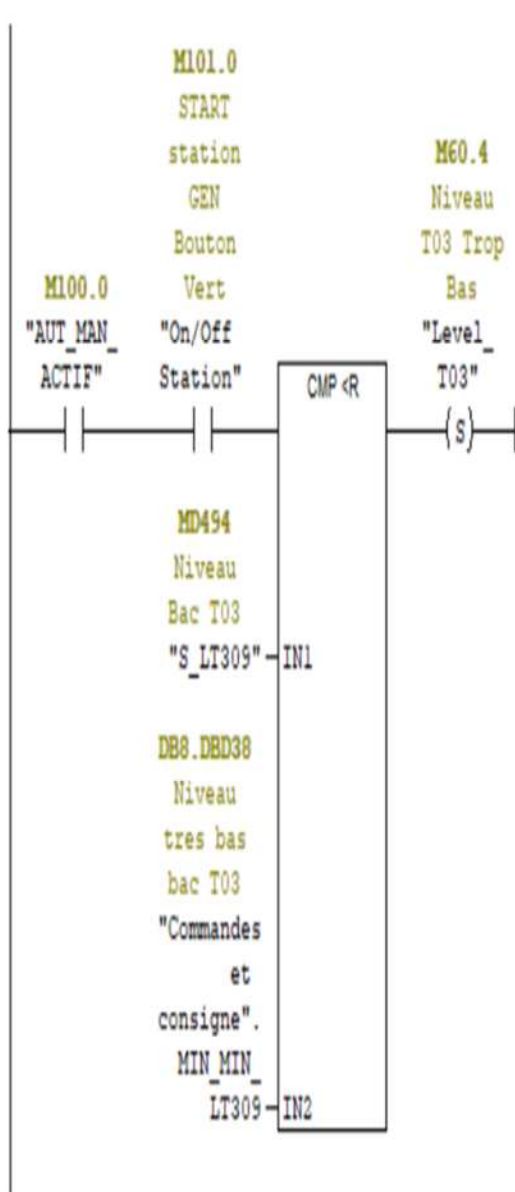 M100.0
"AUT_MAN_
ACTIF"
M101.0
START
station
GEN
Bouton
Vert
"On/Off
Station"
CMP <R
M60.4
Niveau
T03 Trop
Bas
"Level_
T03"
S
MD494
Niveau
Bac T03
"S_LT309"
IN1
DB8.DBD38
Niveau
tres bas
bac T03
"Commandes
et
consigne".
MIN_MIN_
LT309
IN2